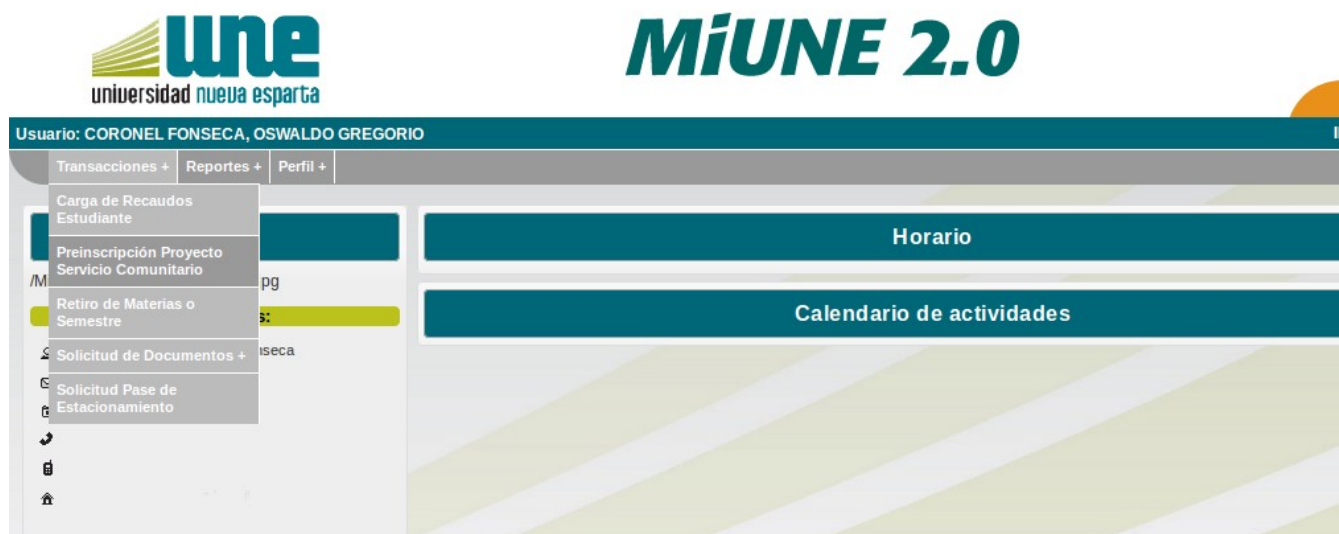 une
universidad nueva esparta
MiUNE 2.0
Usuario: CORONEL FONSECA, OSWALDO GREGORIO
Transacciones + Reportes + Perfil +
Carga de Recaudos
Estudiante
Preinscripción Proyecto
Servicio Comunitario
Retiro de Materias o
Semestre
Solicitud de Documentos +
Solicitud Pase de
Estacionamiento
/M
pg
s:
nseca
Horario
Calendario de actividades